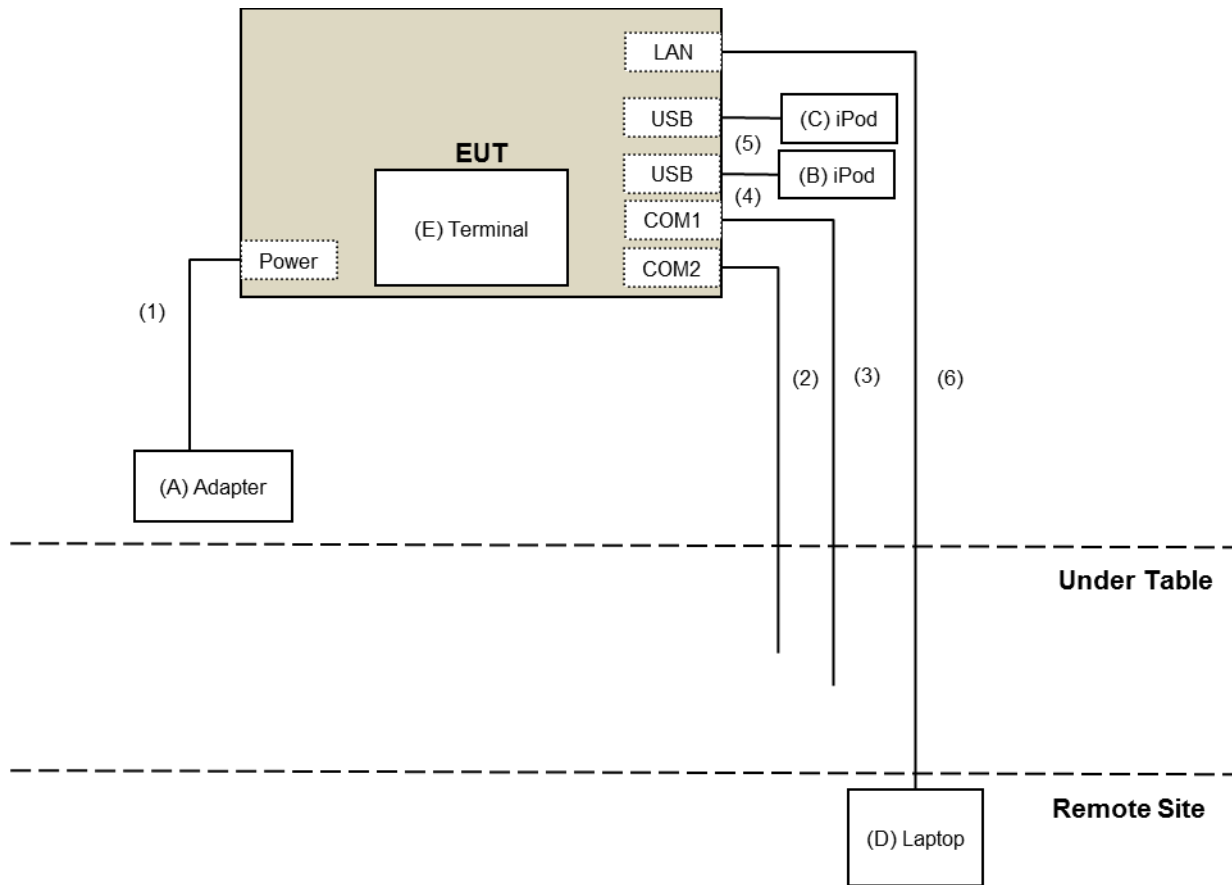 LAN
USB
(C) iPod
(5)
EUT
USB
(B) iPod
(4)
(E) Terminal
COM1
Power
COM2
(1)
(2)
(3)
(6)
(A) Adapter
Under Table
Remote Site
(D) Laptop